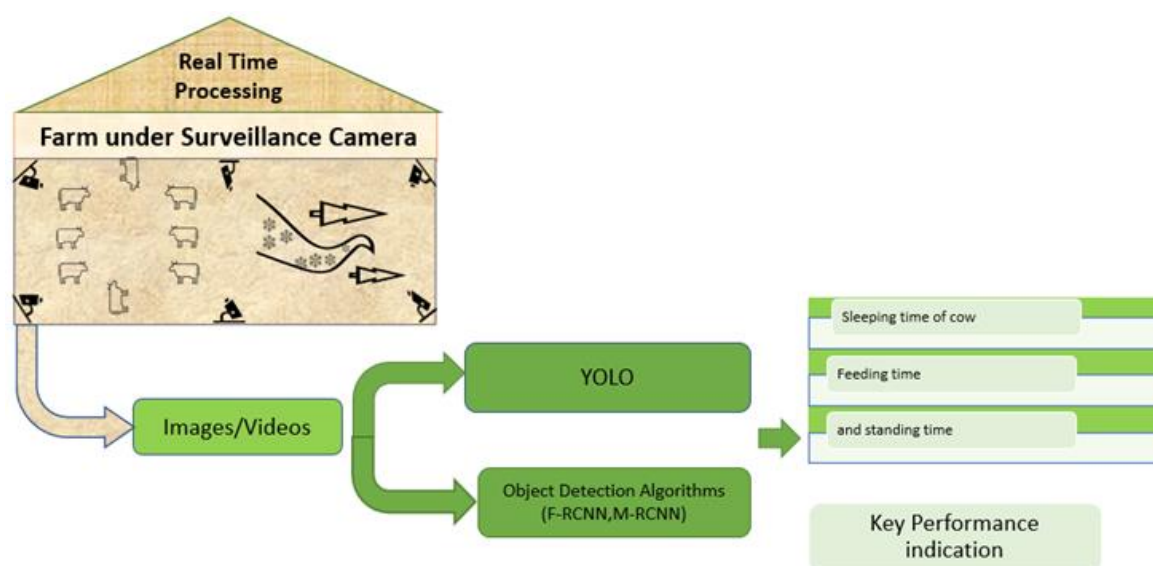 Real Time
Processing
Farm under Surveillance Camera
Images/Videos
YOLO
Object Detection Algorithms
(F-RCNN,M-RCNN)
Sleeping time of cow
Feeding time
and standing time
Key Performance
indication